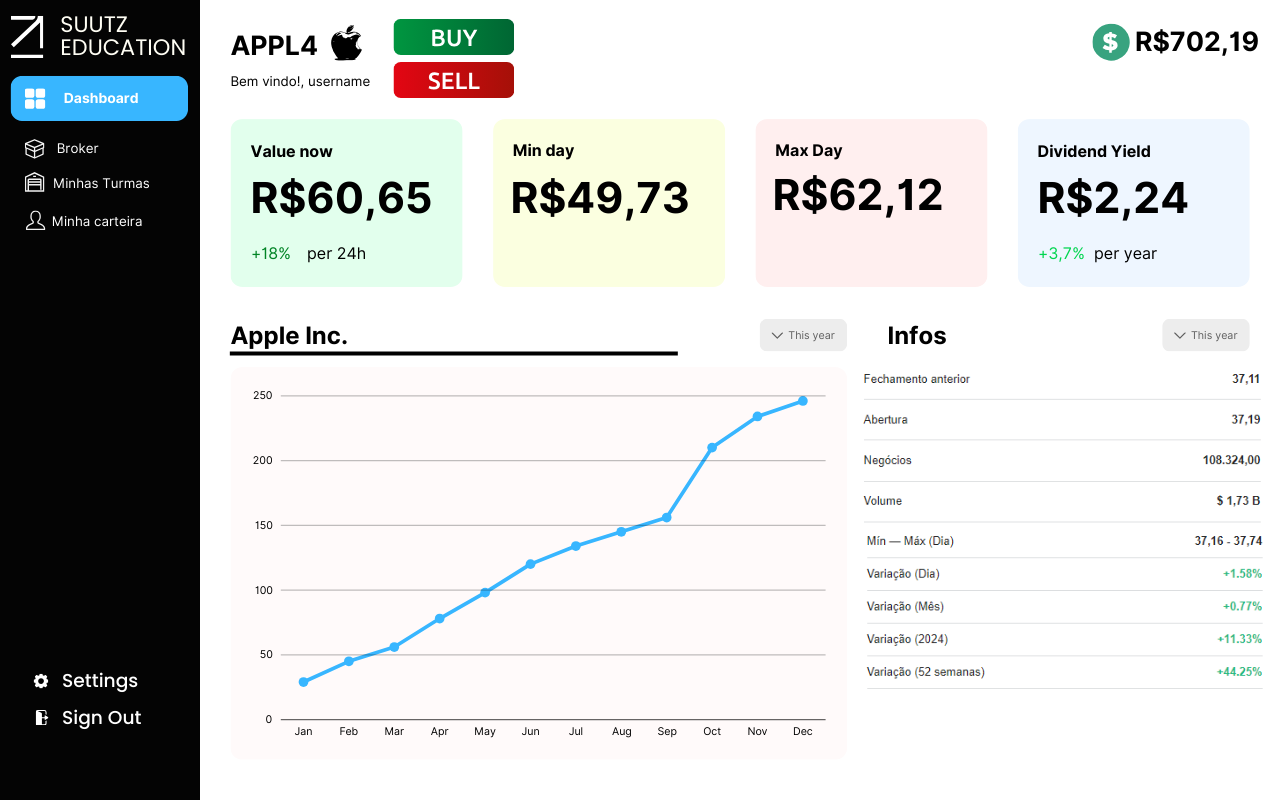 SUUTZ
EDUCATION
Dashboard
Broker
Minhas Turmas
Minha carteira
Settings
Sign Out
APPL4
Bem vindo!, username
BUY
SELL
$ R$702,19
Value now
R$60,65
+18% per 24h
Min day
R$49,73
Max Day
R$62,12
Dividend Yield
R$2,24
+3,7% per year
Apple Inc.
This year
250
200
150
100
50
0
Jan Feb Mar Apr May Jun Jul Aug Sep Oct Nov Dec
Infos
This year
Fechamento anterior 37,11
Abertura 37,19
Negócios 108.324,00
Volume $ 1,73 B
Mín — Máx (Dia) 37,16 - 37,74
Variação (Dia) +1.58%
Variação (Mês) +0.77%
Variação (2024) +11.33%
Variação (52 semanas) +44.25%